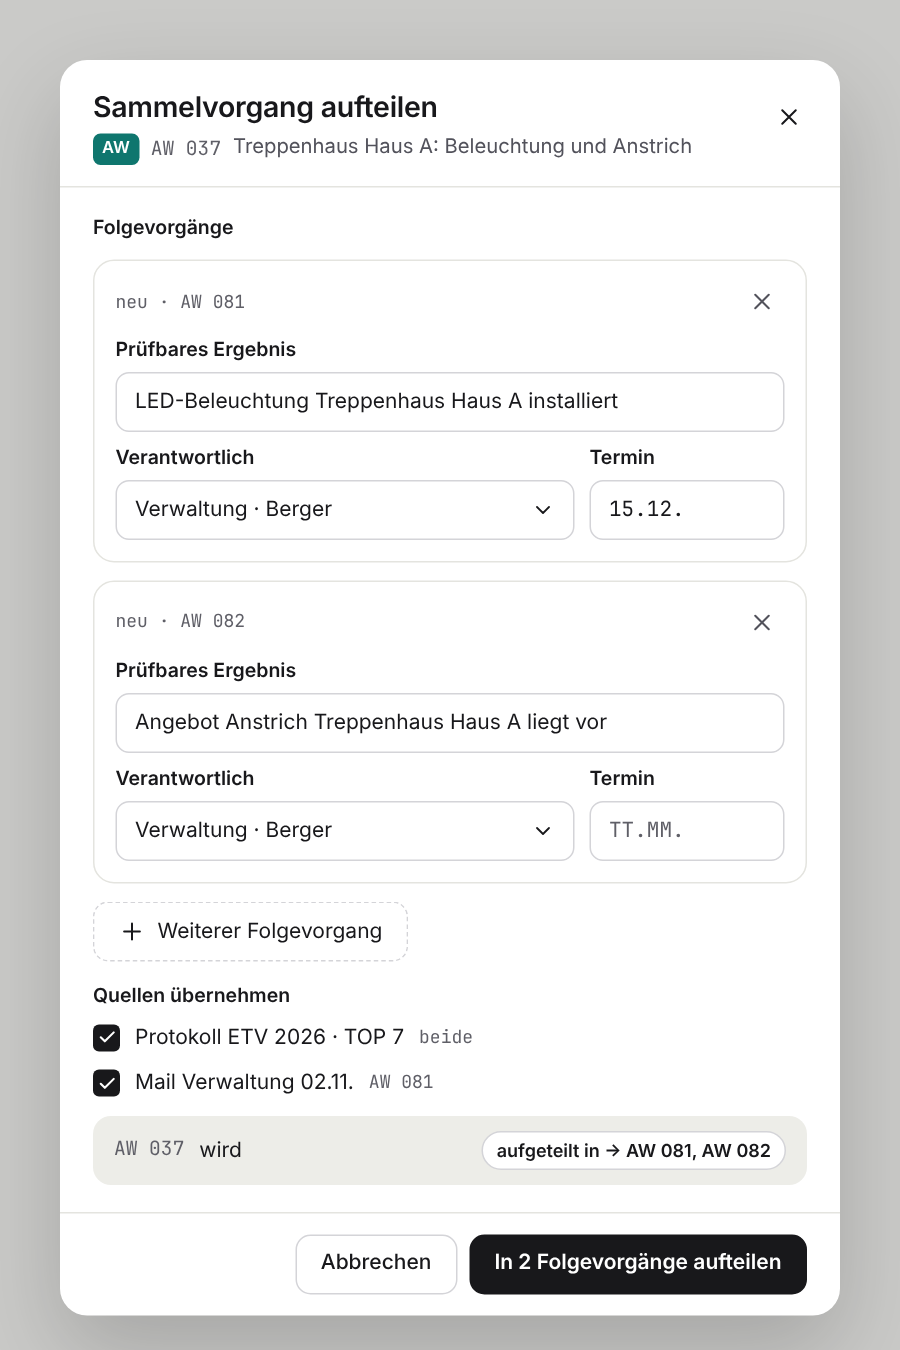 Sammelvorgang aufteilen
AW AW 037 Treppenhaus Haus A: Beleuchtung und Anstrich
Folgevorgänge
neu · AW 081
Prüfbares Ergebnis
LED-Beleuchtung Treppenhaus Haus A installiert
Verantwortlich Termin
Verwaltung · Berger 15.12.
neu · AW 082
Prüfbares Ergebnis
Angebot Anstrich Treppenhaus Haus A liegt vor
Verantwortlich Termin
Verwaltung · Berger TT.MM.
Weiterer Folgevorgang
Quellen übernehmen
Protokoll ETV 2026 · TOP 7 beide
Mail Verwaltung 02.11. AW 081
AW 037 wird aufgeteilt in → AW 081, AW 082
Abbrechen In 2 Folgevorgänge aufteilen